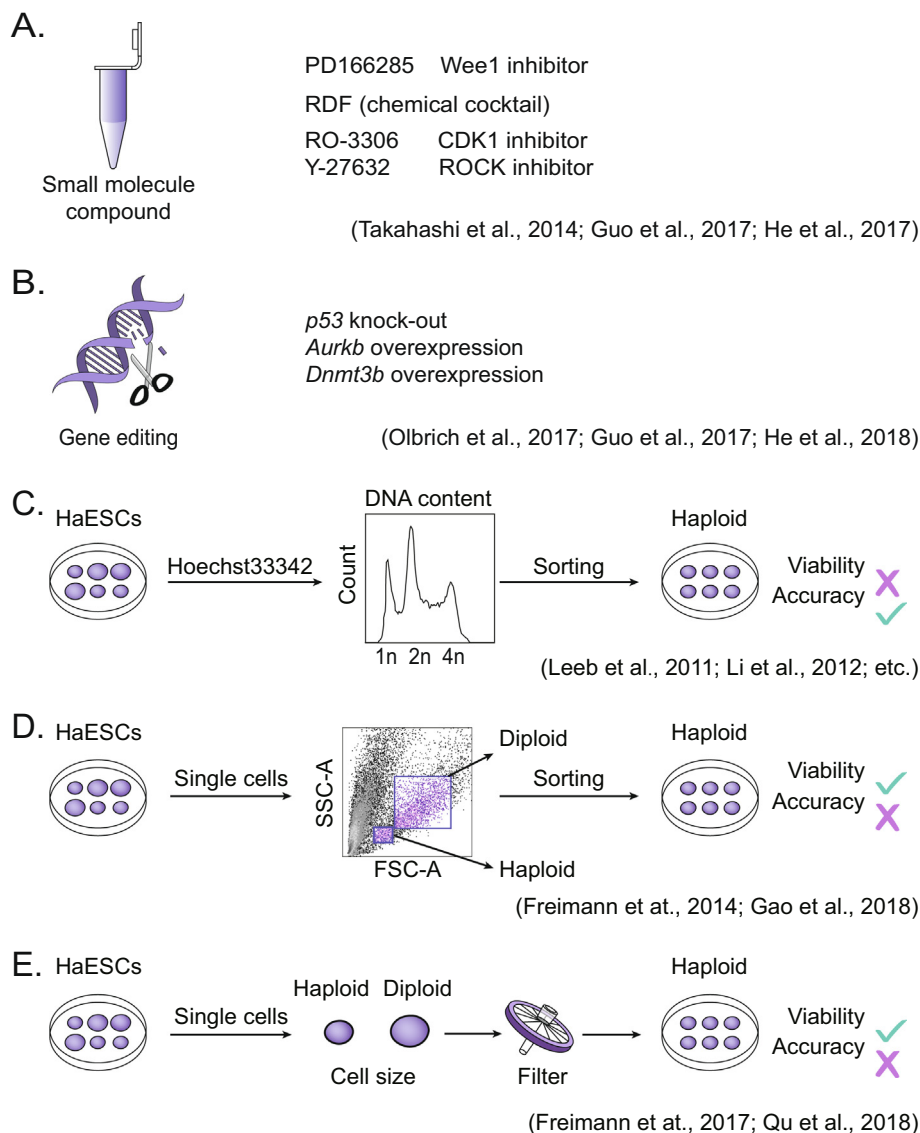 A.
PD166285 Wee1 inhibitor
RDF (chemical cocktail)
RO-3306 CDK1 inhibitor
Y-27632 ROCK inhibitor
Small molecule
compound
(Takahashi et al., 2014; Guo et al., 2017; He et al., 2017)
B.
p53 knock-out
Aurkb overexpression
Dnmt3b overexpression
Gene editing
(Olbrich et al., 2017; Guo et al., 2017; He et al., 2018)
C.
HaESCs
Hoechst33342
DNA content
Count
1n 2n 4n
Sorting
Haploid
Viability
Accuracy
(Leeb et al., 2011; Li et al., 2012; etc.)
D.
HaESCs
Single cells
SSC-A
FSC-A
Diploid
Haploid
Sorting
Haploid
Viability
Accuracy
(Freimann et at., 2014; Gao et al., 2018)
E.
HaESCs
Single cells
Haploid Diploid
Cell size
Filter
Haploid
Viability
Accuracy
(Freimann et at., 2017; Qu et al., 2018)